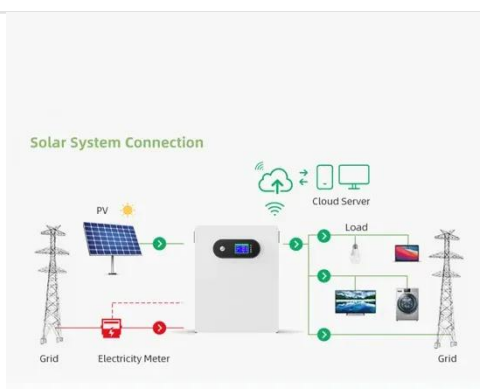 Solar System Connection
Cloud Server
PV
Load
Grid
Electricity Meter
Grid